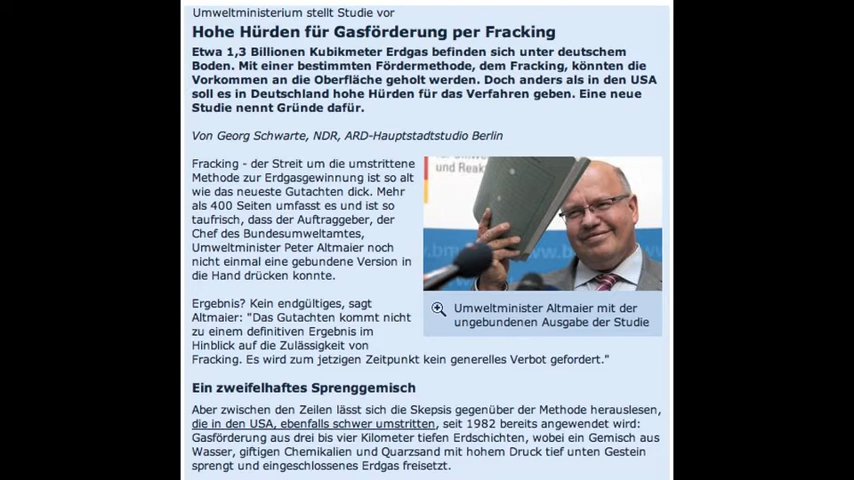 Umweltministerium stellt Studie vor
Hohe Hürden für Gasförderung per Fracking
Etwa 1,3 Billionen Kubikmeter Erdgas befinden sich unter deutschem
Boden. Mit einer bestimmten Fördermethode, dem Fracking, könnten die
Vorkommen an die Oberfläche geholt werden. Doch anders als in den USA
soll es in Deutschland hohe Hürden für das Verfahren geben. Eine neue
Studie nennt Gründe dafür.
Von Georg Schwarte, NDR, ARD-Hauptstadtstudio Berlin
Fracking - der Streit um die umstrittene
Methode zur Erdgasgewinnung ist so alt
wie das neueste Gutachten dick. Mehr
als 400 Seiten umfasst es und ist so
taufrisch, dass der Auftraggeber, der
Chef des Bundesumweltamtes,
Umweltminister Peter Altmaier noch
nicht einmal eine gebundene Version in
die Hand drücken konnte.
und Reak
www.bm
Umweltminister Altmaier mit der
ungebundenen Ausgabe der Studie
Ergebnis? Kein endgültiges, sagt
Altmaier: "Das Gutachten kommt nicht
zu einem definitiven Ergebnis im
Hinblick auf die Zulässigkeit von
Fracking. Es wird zum jetzigen Zeitpunkt kein generelles Verbot gefordert."
Ein zweifelhaftes Sprenggemisch
Aber zwischen den Zeilen lässt sich die Skepsis gegenüber der Methode herauslesen,
die in den USA, ebenfalls schwer umstritten, seit 1982 bereits angewendet wird:
Gasförderung aus drei bis vier Kilometer tiefen Erdschichten, wobei ein Gemisch aus
Wasser, giftigen Chemikalien und Quarzsand mit hohem Druck tief unten Gestein
sprengt und eingeschlossenes Erdgas freisetzt.